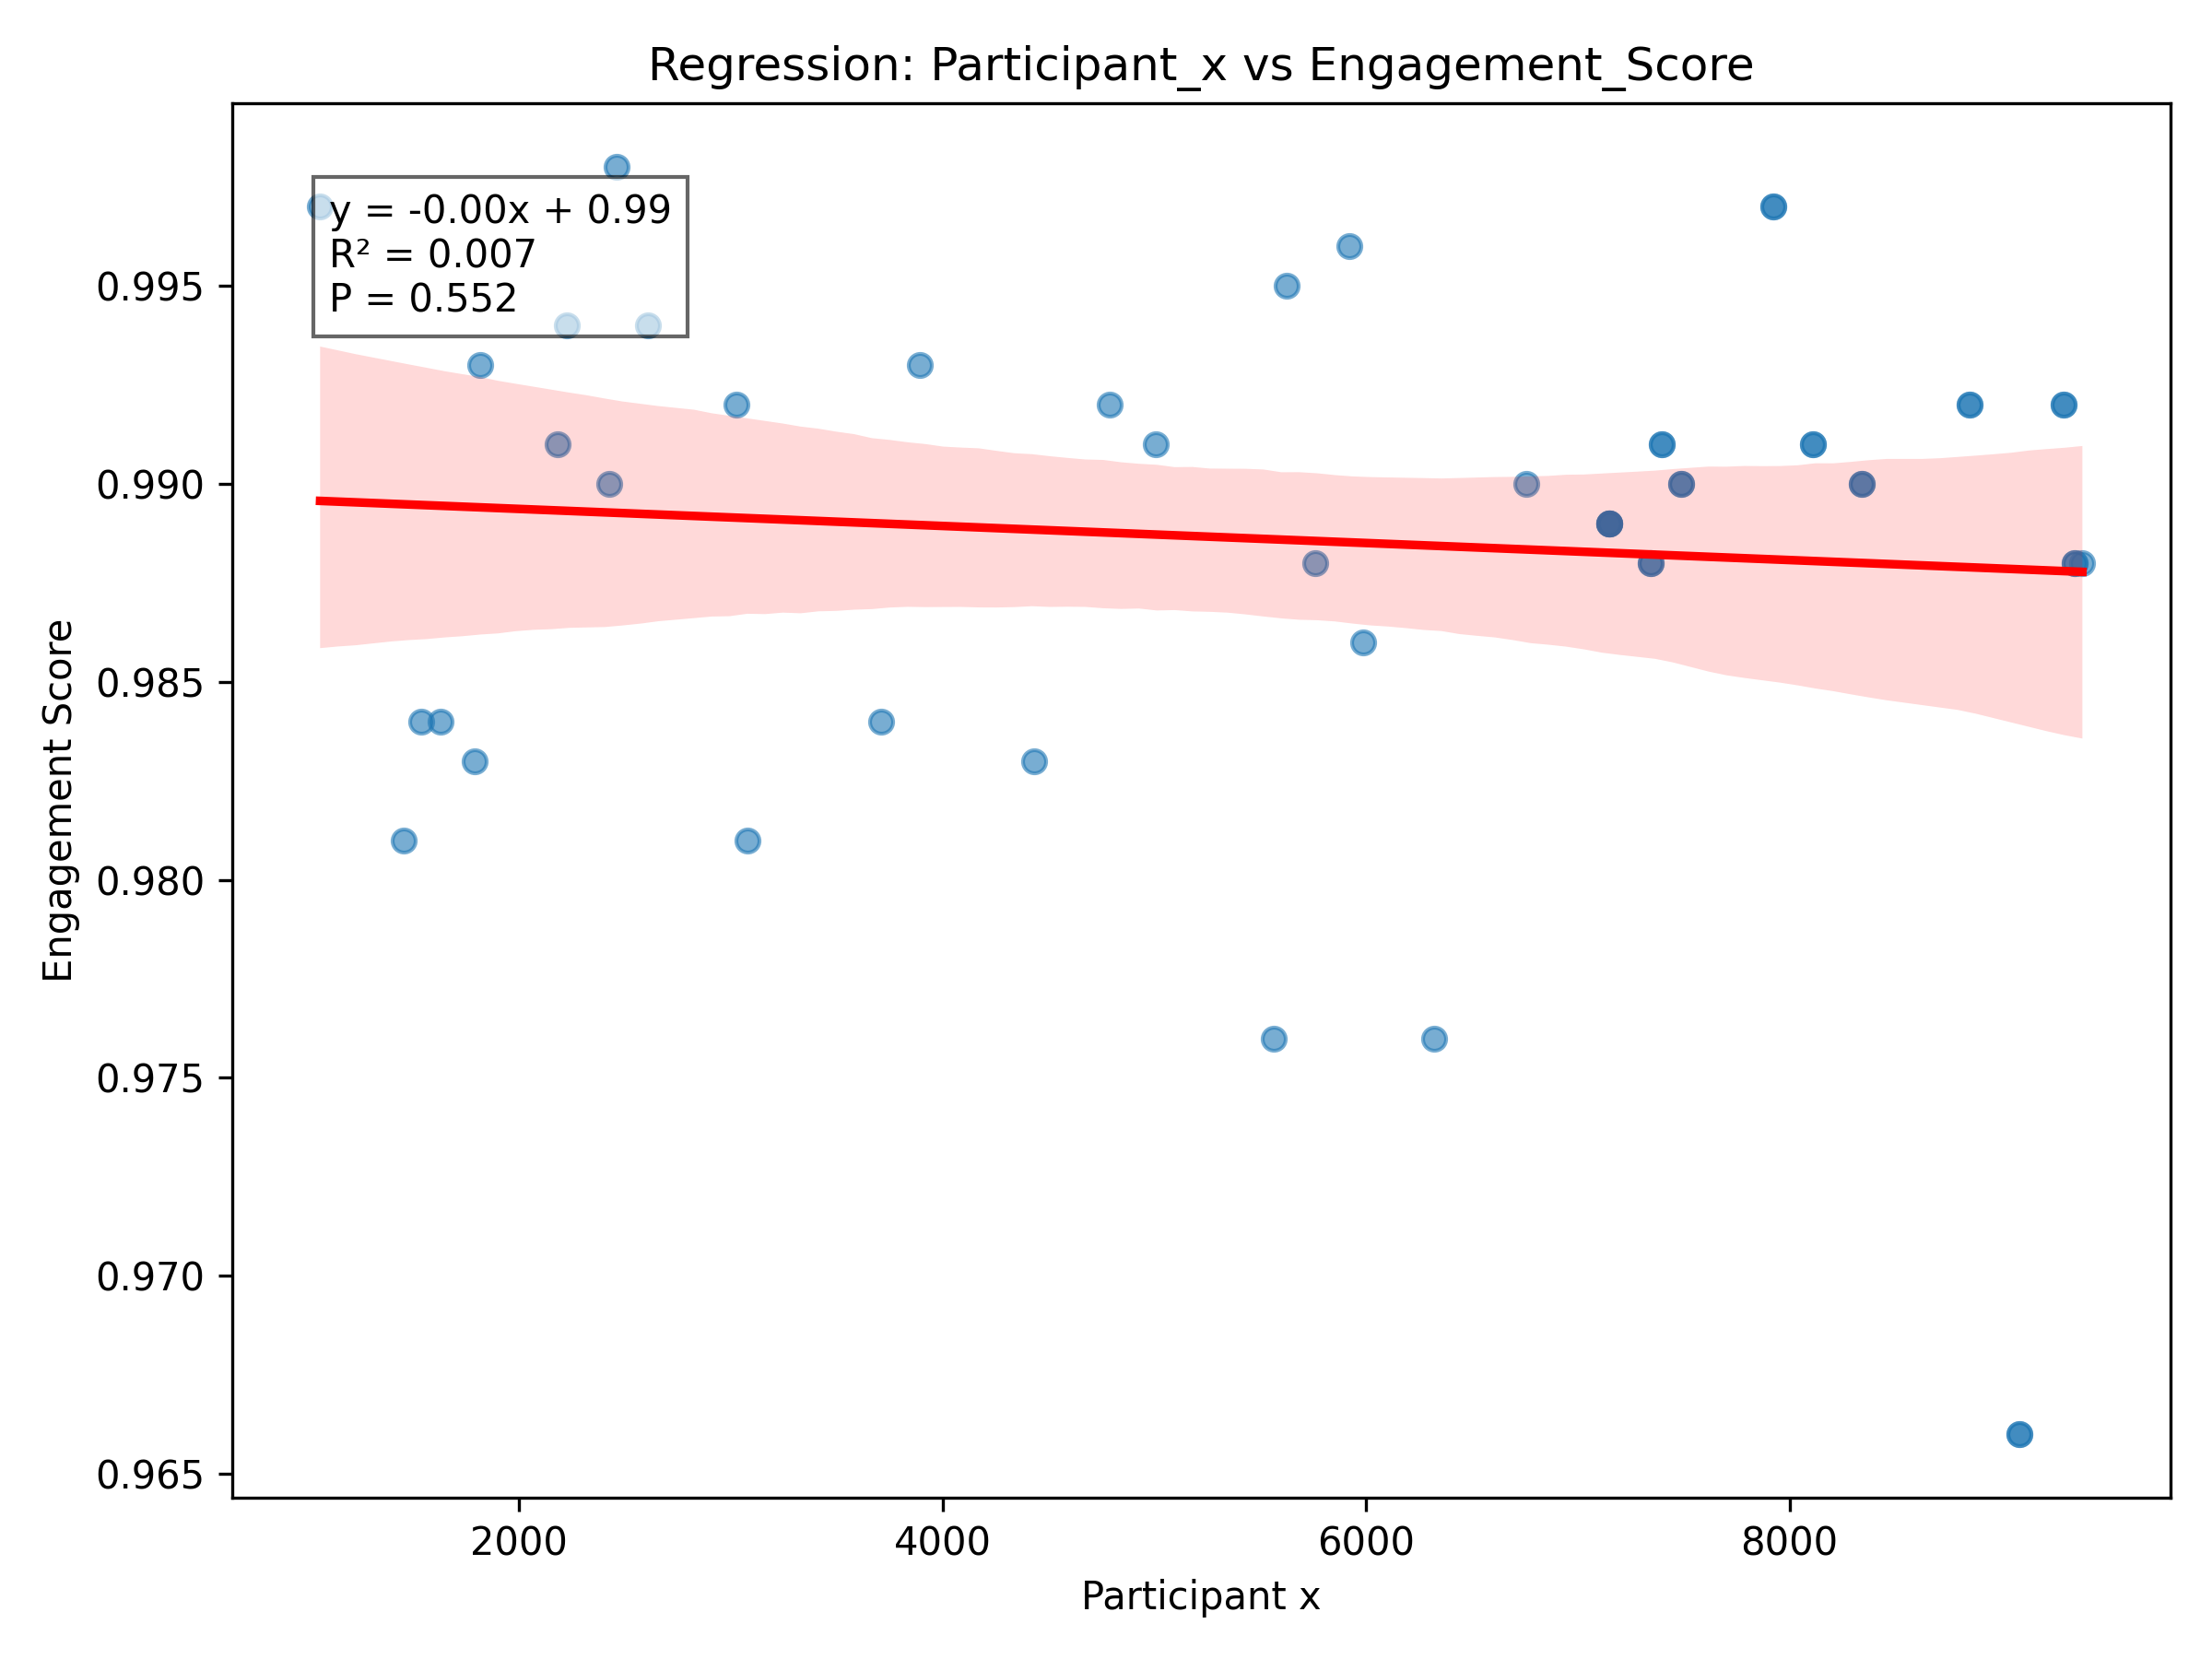 Regression: Participant_x vs Engagement_Score
y = -0.00x + 0.99
R² = 0.007
P = 0.552
0.995
0.990
0.985
0.980
0.975
0.970
0.965
Engagement Score
2000 4000 6000 8000
Participant x